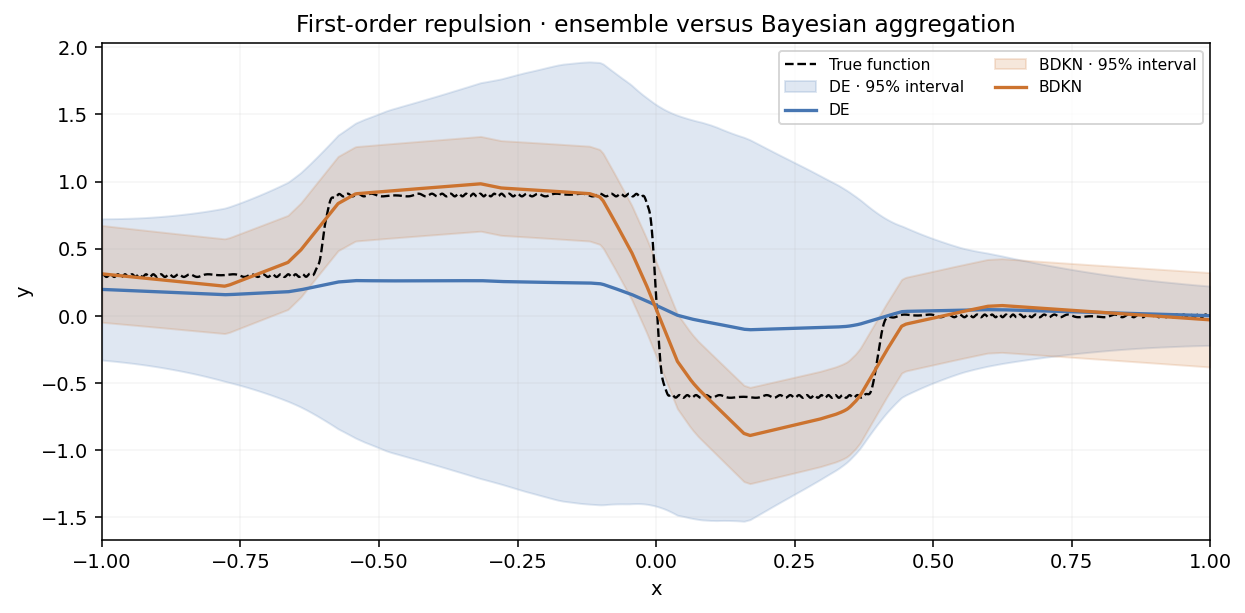 First-order repulsion · ensemble versus Bayesian aggregation
True function
DE · 95% interval
DE
BDKN · 95% interval
BDKN
y
2.0
1.5
1.0
0.5
0.0
−0.5
−1.0
−1.5
−1.00 −0.75 −0.50 −0.25 0.00 0.25 0.50 0.75 1.00
x